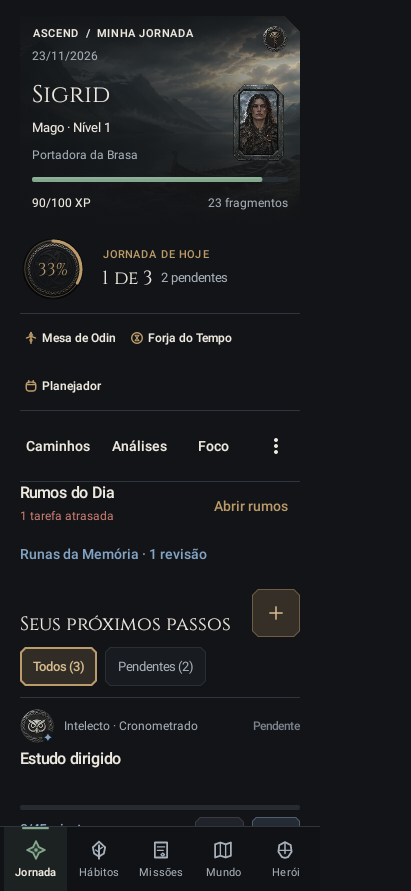 ASCEND / MINHA JORNADA
23/11/2026
Sigrid
Mago · Nível 1
Portadora da Brasa
90/100 XP 23 fragmentos
33%
JORNADA DE HOJE
1 de 3 2 pendentes
Mesa de Odin Forja do Tempo
Planejador
Caminhos Análises Foco
Rumos do Dia
1 tarefa atrasada
Abrir rumos
Runas da Memória · 1 revisão
Seus próximos passos
Todos (3) Pendentes (2)
Intelecto · Cronometrado Pendente
Estudo dirigido
Jornada Hábitos Missões Mundo Herói